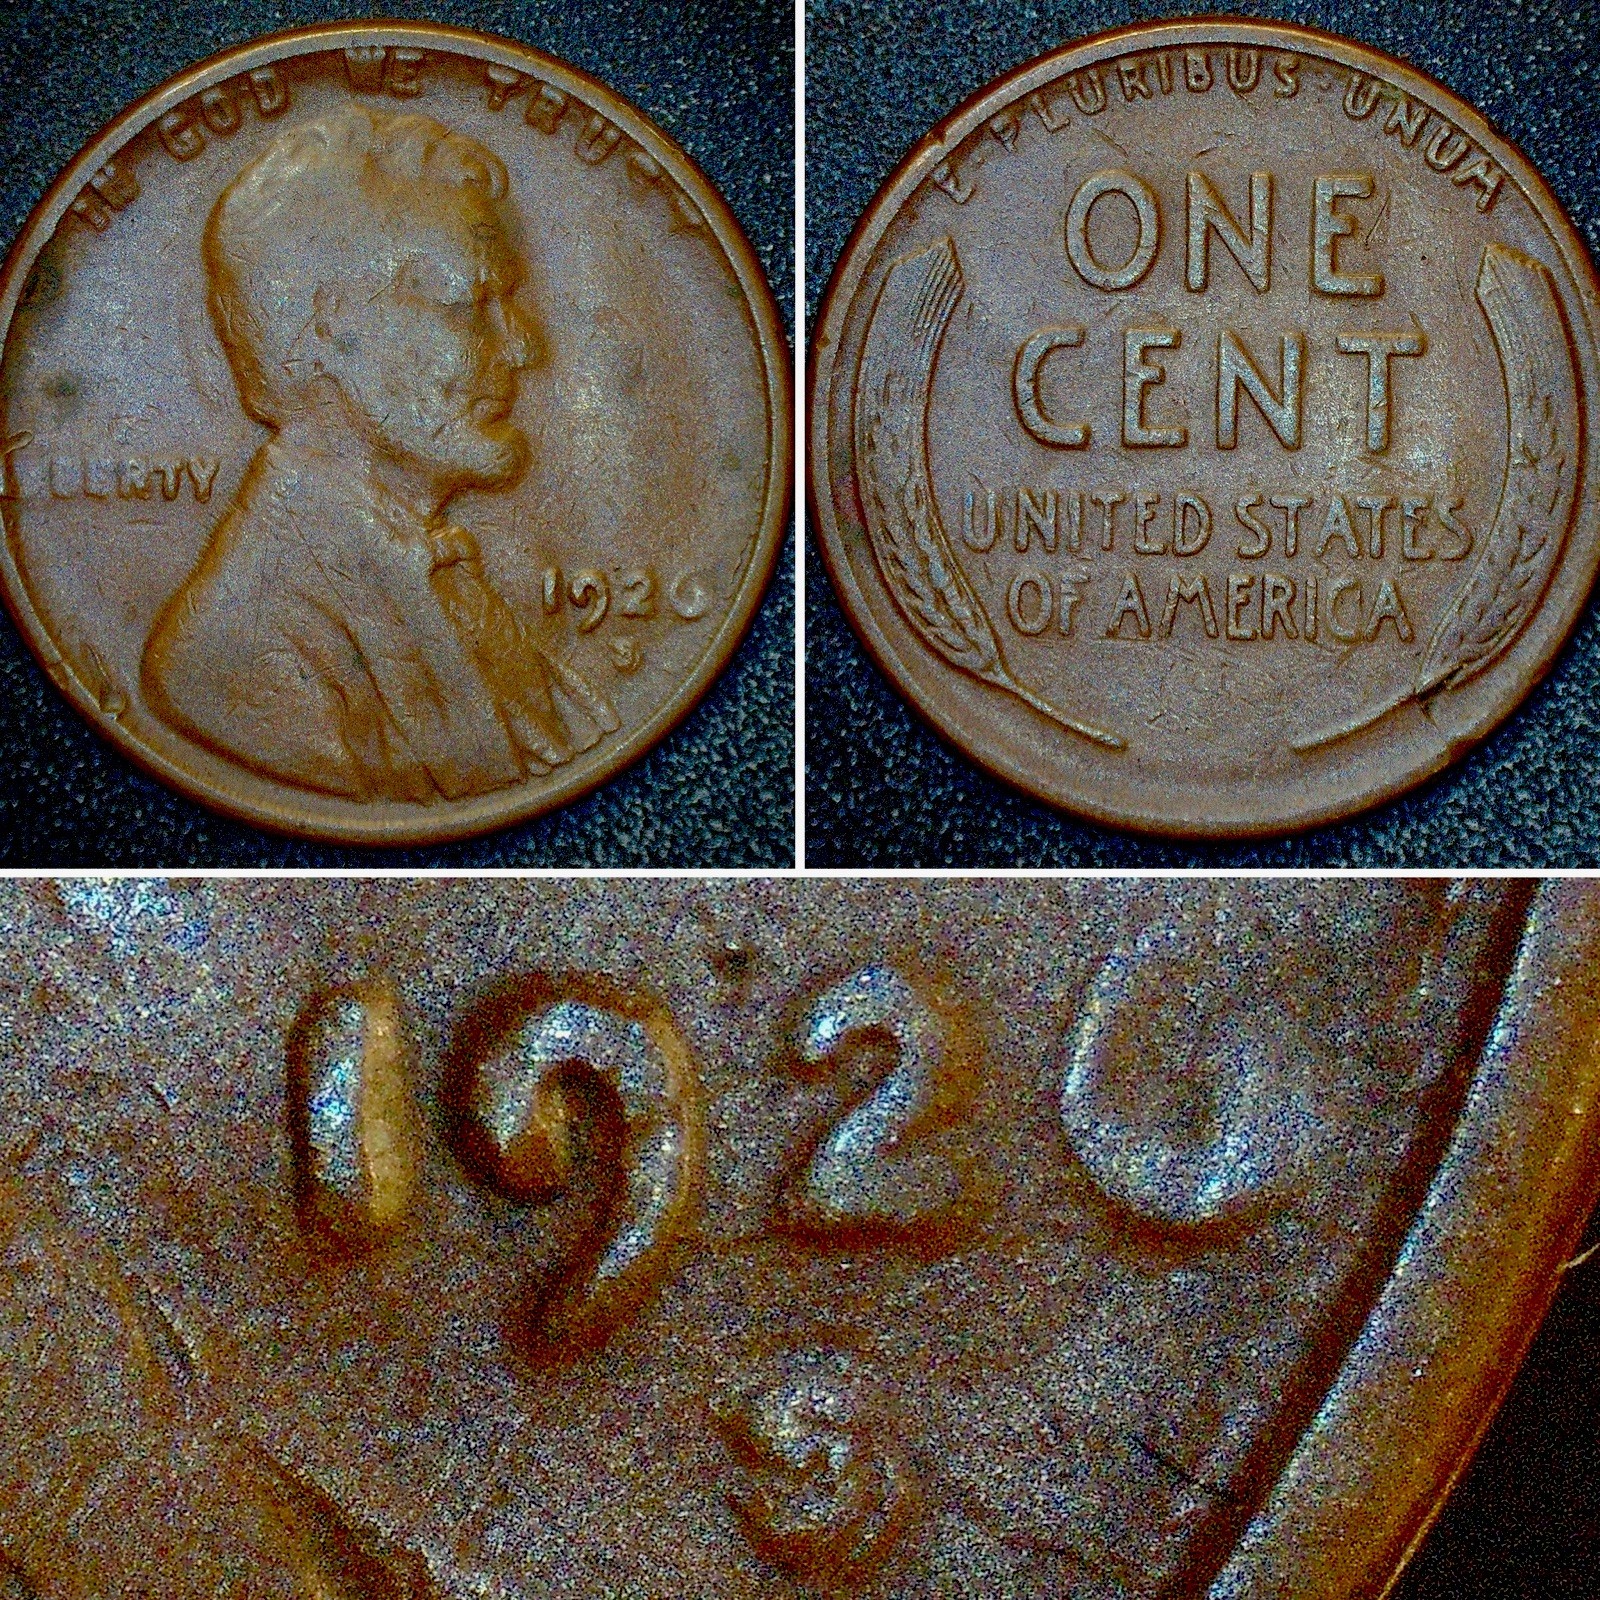 IN GOD WE TRUST
LIBERTY
1926
S
E·PLURIBUS·UNUM
ONE
CENT
UNITED STATES
OF AMERICA
1926
S